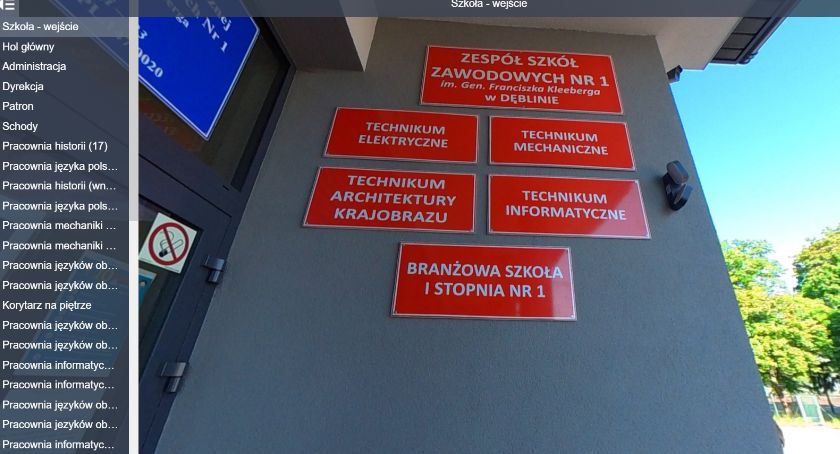 Szkoła - wejście
Szkoła - wejście
Hol główny
Administracja
Dyrekcja
Patron
Schody
Pracownia historii (17)
Pracownia języka pols...
Pracownia historii (wn...
Pracownia języka pols...
Pracownia mechaniki ...
Pracownia mechaniki ...
Pracownia języków ob...
Pracownia języków ob...
Korytarz na piętrze
Pracownia języków ob...
Pracownia języków ob...
Pracownia informatyc...
Pracownia informatyc...
Pracownia języków ob...
Pracownia jezyków ob...
Pracownia informatyc...
Nr 1
0020
ZESPÓŁ SZKÓŁ
ZAWODOWYCH NR 1
im. Gen. Franciszka Kleeberga
W DĘBLINIE
TECHNIKUM
ELEKTRYCZNE
TECHNIKUM
MECHANICZNE
TECHNIKUM
ARCHITEKTURY
KRAJOBRAZU
TECHNIKUM
INFORMATYCZNE
BRANŻOWA SZKOŁA
I STOPNIA NR 1